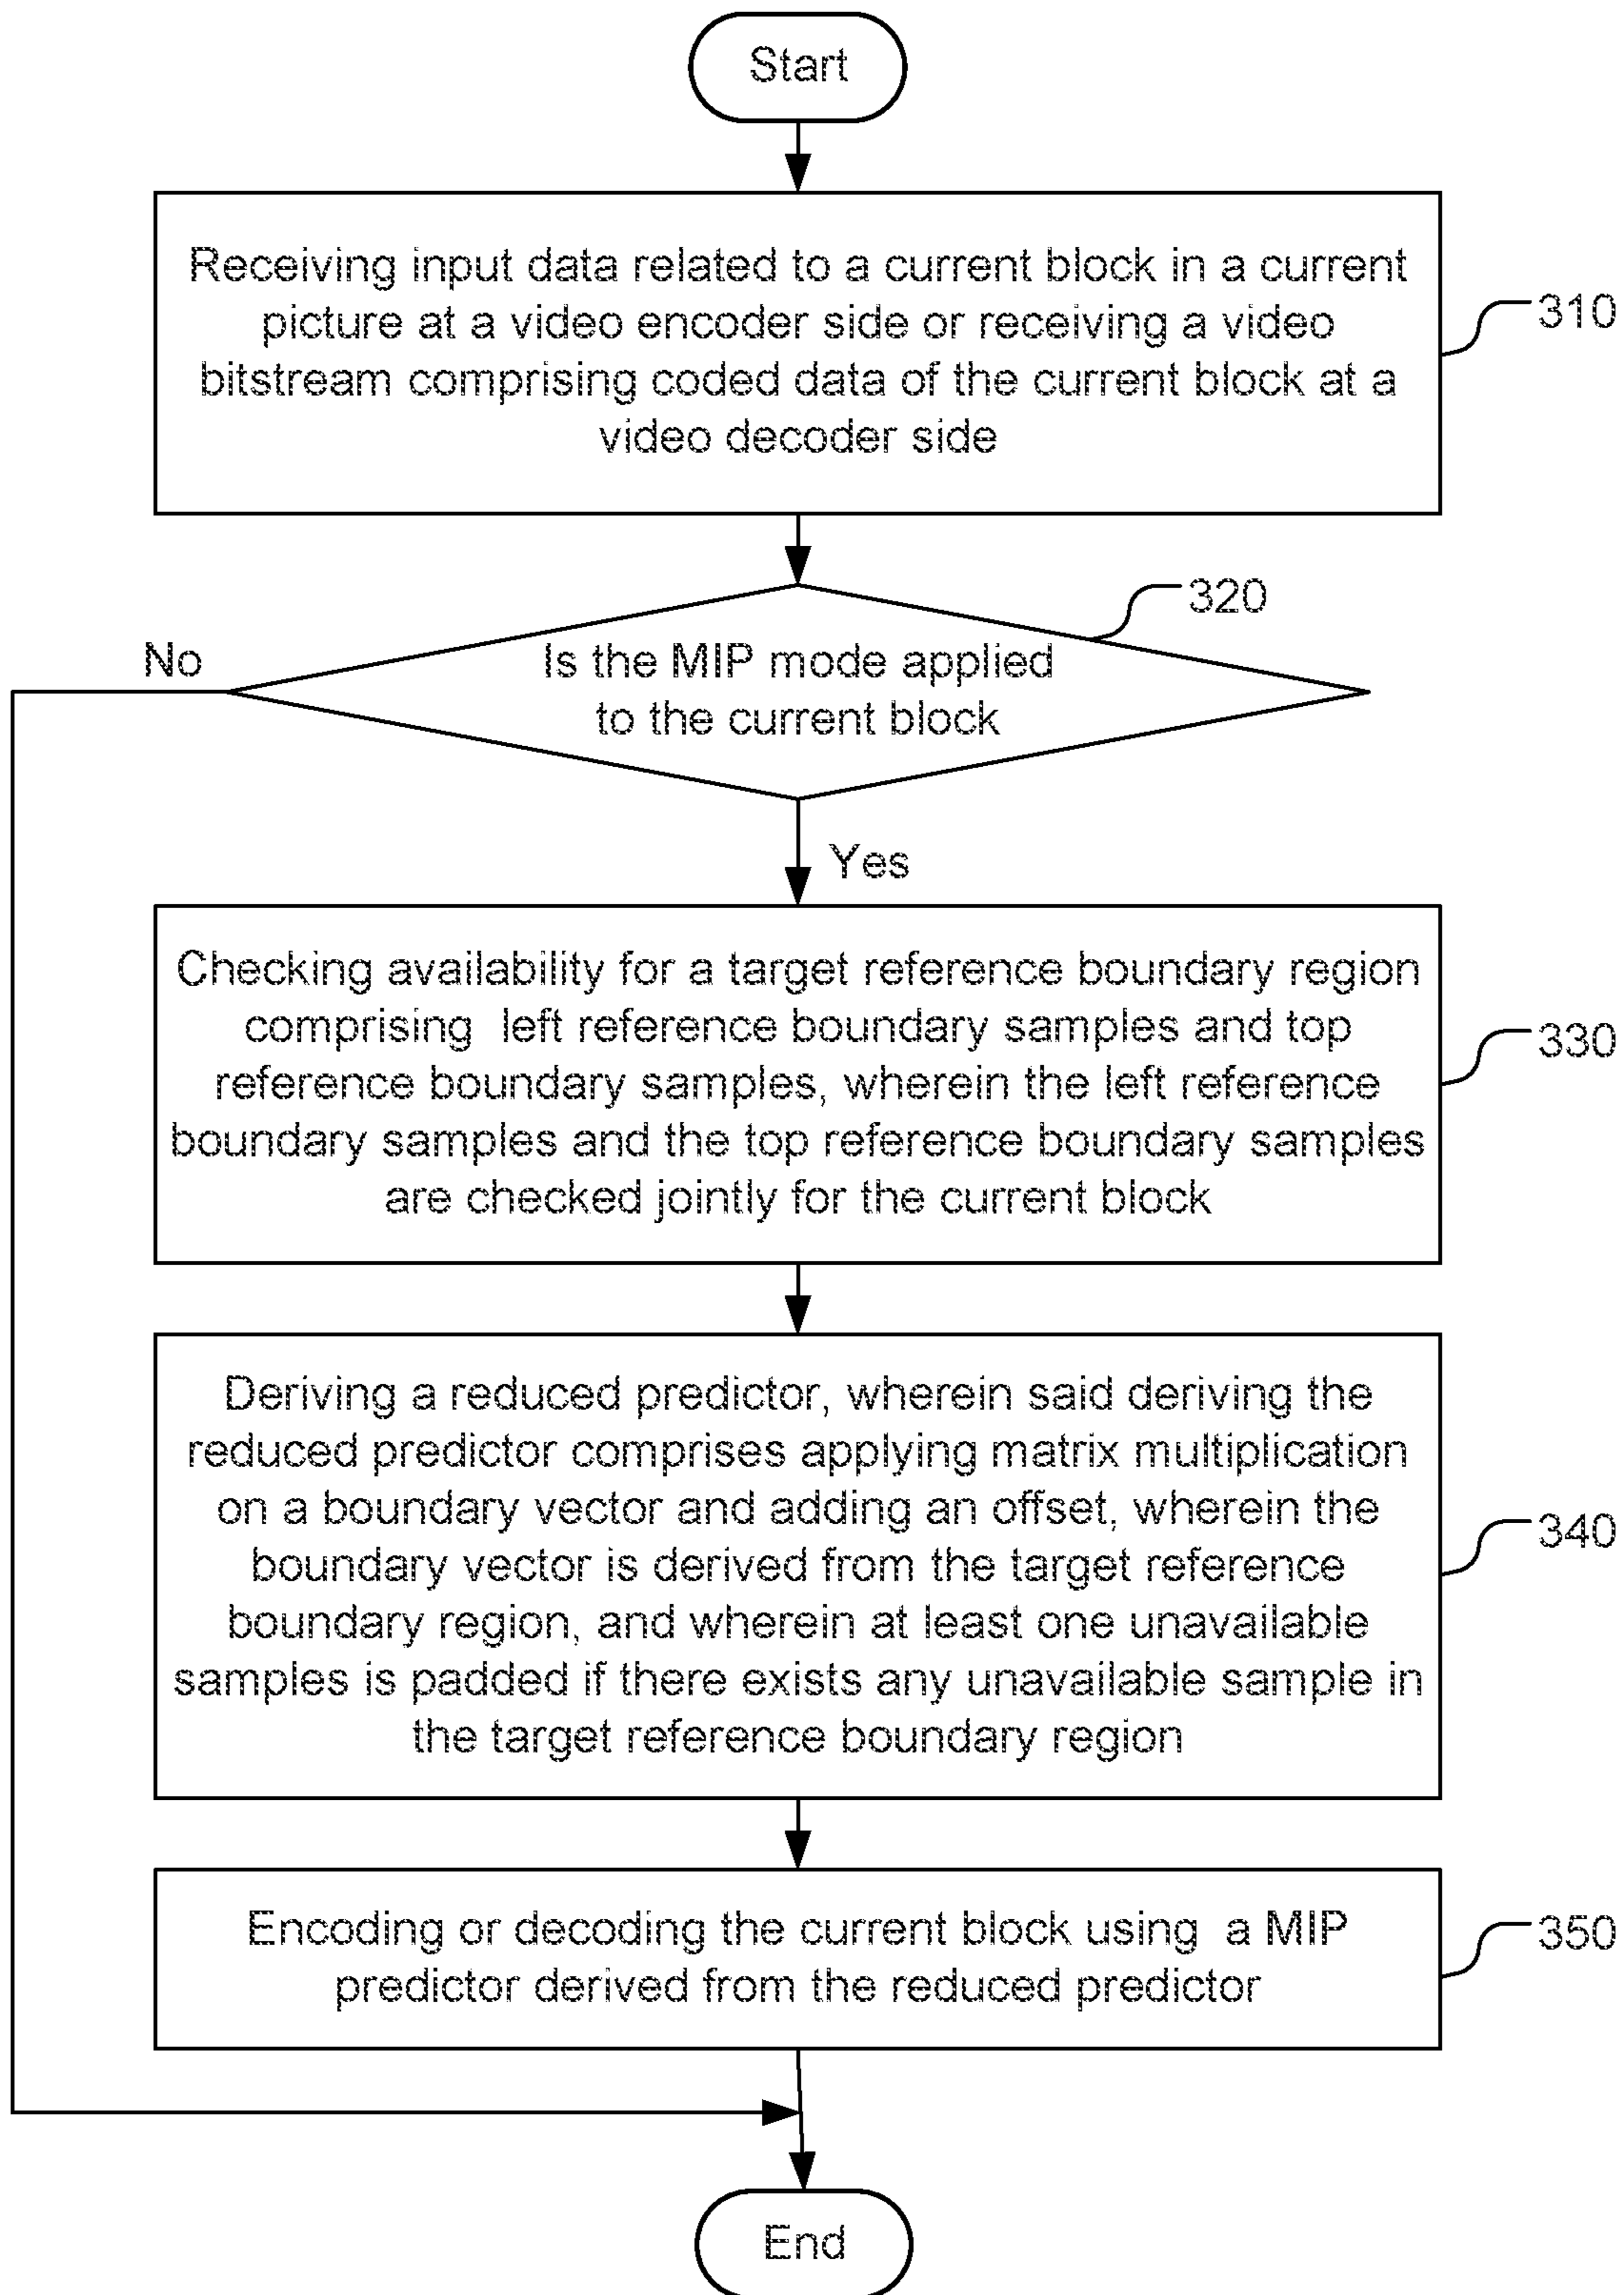 Start
Receiving input data related to a current block in a current
picture at a video encoder side or receiving a video
bitstream comprising coded data of the current block at a
video decoder side
310
320
No
Is the MIP mode applied
to the current block
Yes
Checking availability for a target reference boundary region
comprising left reference boundary samples and top
reference boundary samples, wherein the left reference
boundary samples and the top reference boundary samples
are checked jointly for the current block
330
Deriving a reduced predictor, wherein said deriving the
reduced predictor comprises applying matrix multiplication
on a boundary vector and adding an offset, wherein the
boundary vector is derived from the target reference
boundary region, and wherein at least one unavailable
samples is padded if there exists any unavailable sample in
the target reference boundary region
340
Encoding or decoding the current block using a MIP
predictor derived from the reduced predictor
350
End